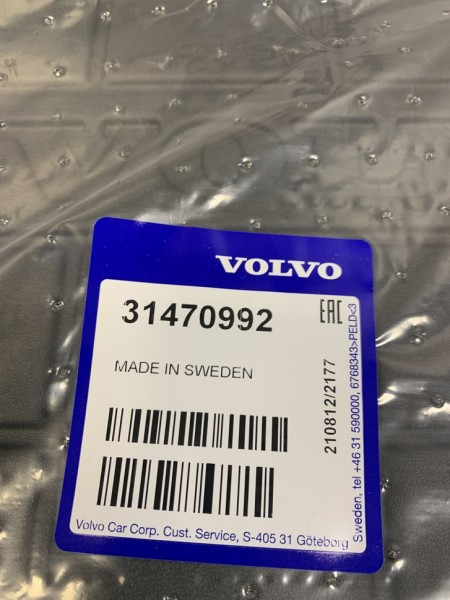 VOLVO
31470992
EAC
MADE IN SWEDEN
210812/2177
Volvo Car Corp. Cust. Service, S-405 31 Göteborg
Sweden, tel +46 31 590000, 6768343>PELD<3